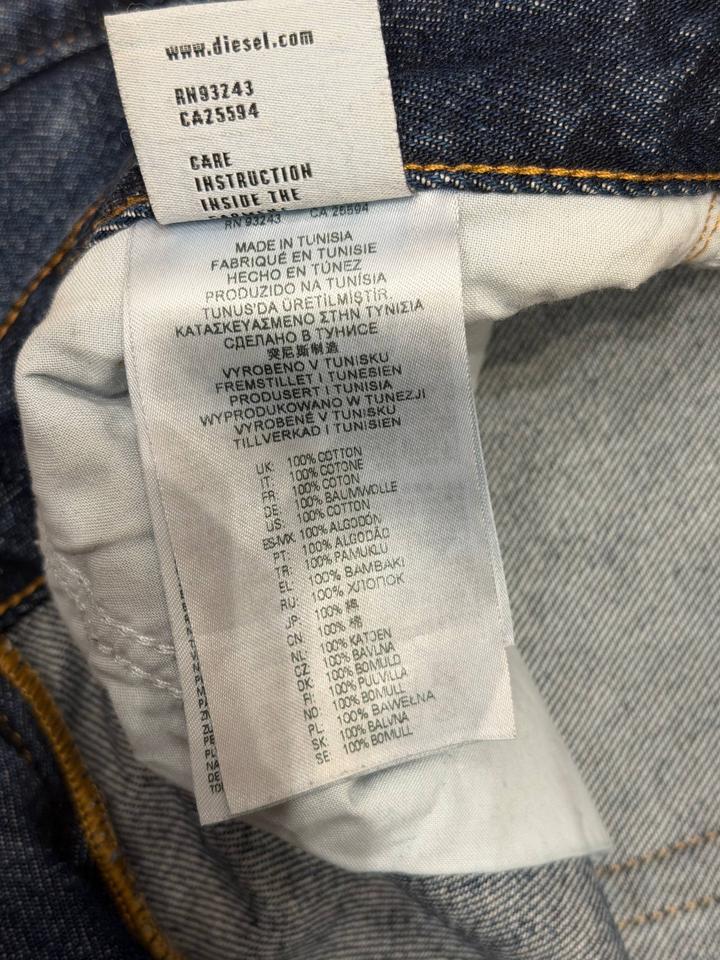 www.diesel.com
RN93243
CA25594
CARE
INSTRUCTION
INSIDE THE
RN 93243 CA 25594
MADE IN TUNISIA
FABRIQUÉ EN TUNISIE
HECHO EN TÚNEZ
PRODUZIDO NA TUNÍSIA
TUNUS'DA ÜRETİLMİŞTİR.
ΚΑΤΑΣΚΕΥΑΣΜΕΝΟ ΣΤΗΝ ΤΥΝΙΣΙΑ
СДЕЛАНО В ТУНИСЕ
突尼斯制造
VYROBENO V TUNISKU
FREMSTILLET I TUNESIEN
PRODUSERT I TUNISIA
WYPRODUKOWANO W TUNEZJI
VYROBENÉ V TUNISKU
TILLVERKAD I TUNISIEN
UK: 100% COTTON
IT: 100% COTONE
FR: 100% COTON
DE: 100% BAUMWOLLE
US: 100% COTTON
ES-MX 100% ALGODÓN
PT: 100% ALGODÃO
TR: 100% PAMUKLU
EL: 100% ΒΑΜΒΑΚΙ
RU: 100% ХЛОПОК
JP: 100% 綿
CN: 100% 棉
NL: 100% KATOEN
CZ: 100% BAVLNA
DK: 100% BOMULD
FI: 100% PUUVILLA
NO: 100% BOMULL
PL: 100% BAWEŁNA
SK: 100% BALVNA
SE: 100% BOMULL